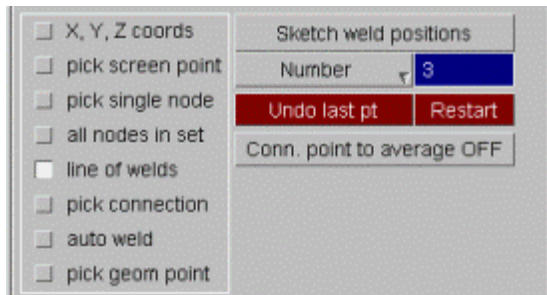 X, Y, Z coords
pick screen point
pick single node
all nodes in set
line of welds
pick connection
auto weld
pick geom point
Sketch weld positions
Number 3
Undo last pt Restart
Conn. point to average OFF